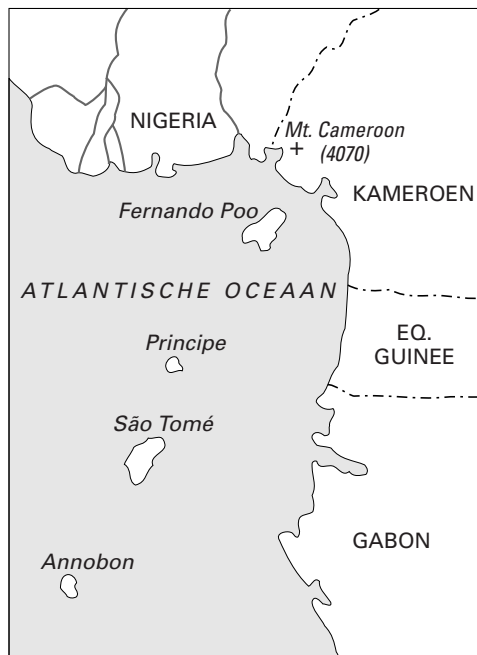 NIGERIA
Mt. Cameroon
(4070)
KAMEROEN
Fernando Poo
ATLANTISCHE OCEAAN
EQ.
GUINEE
Principe
São Tomé
GABON
Annobon